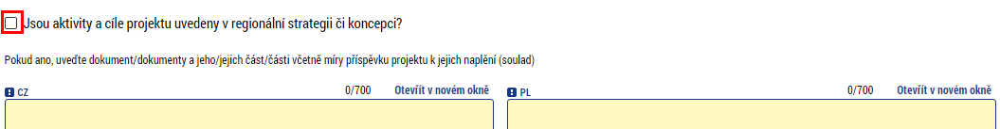 Jsou aktivity a cíle projektu uvedeny v regionální strategii či koncepci?
Pokud ano, uveďte dokument/dokumenty a jeho/jejich část/části včetně míry příspěvku projektu k jejich naplění (soulad)
CZ 0/700 Otevřít v novém okně PL 0/700 Otevřít v novém okně